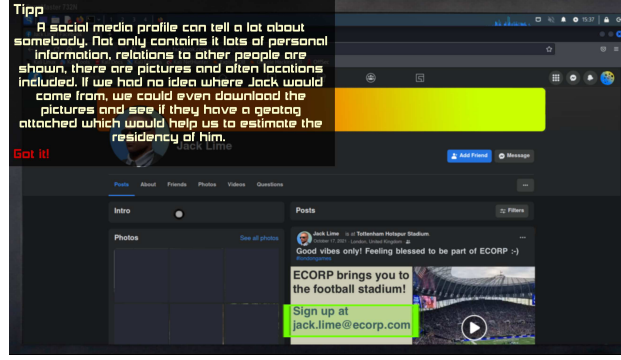 Tipp
A social media profile can tell a lot about
somebody. Not only contains it lots of personal
information, relations to other people are
shown, there are pictures and often locations
included. If we had no idea where Jack would
come from, we could even download the
pictures and see if they have a geotag
attached which would help us to estimate the
residency of him.
Got it!
15:37
Jack Lime
Add Friend
Message
Posts About Friends Photos Videos Questions
Intro
Posts
Filters
Photos
See all photos
Jack Lime is at Tottenham Hotspur Stadium
October 17, 2021 · London, United Kingdom
Good vibes only! Feeling blessed to be part of ECORP :-)
#londongames
ECORP brings you to
the football stadium!
Sign up at
jack.lime@ecorp.com